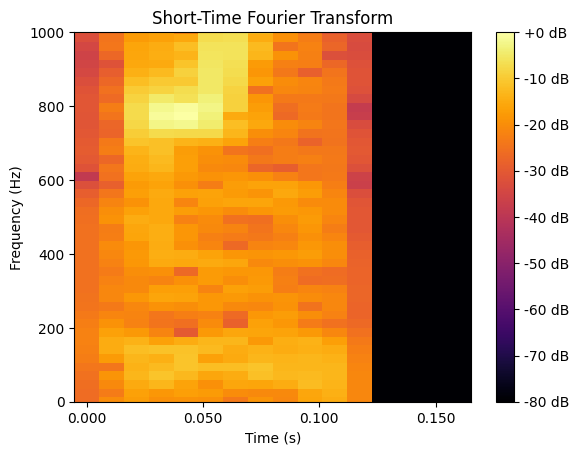 Short-Time Fourier Transform
Frequency (Hz)
1000
800
600
400
200
0
0.000 0.050 0.100 0.150
Time (s)
+0 dB
-10 dB
-20 dB
-30 dB
-40 dB
-50 dB
-60 dB
-70 dB
-80 dB